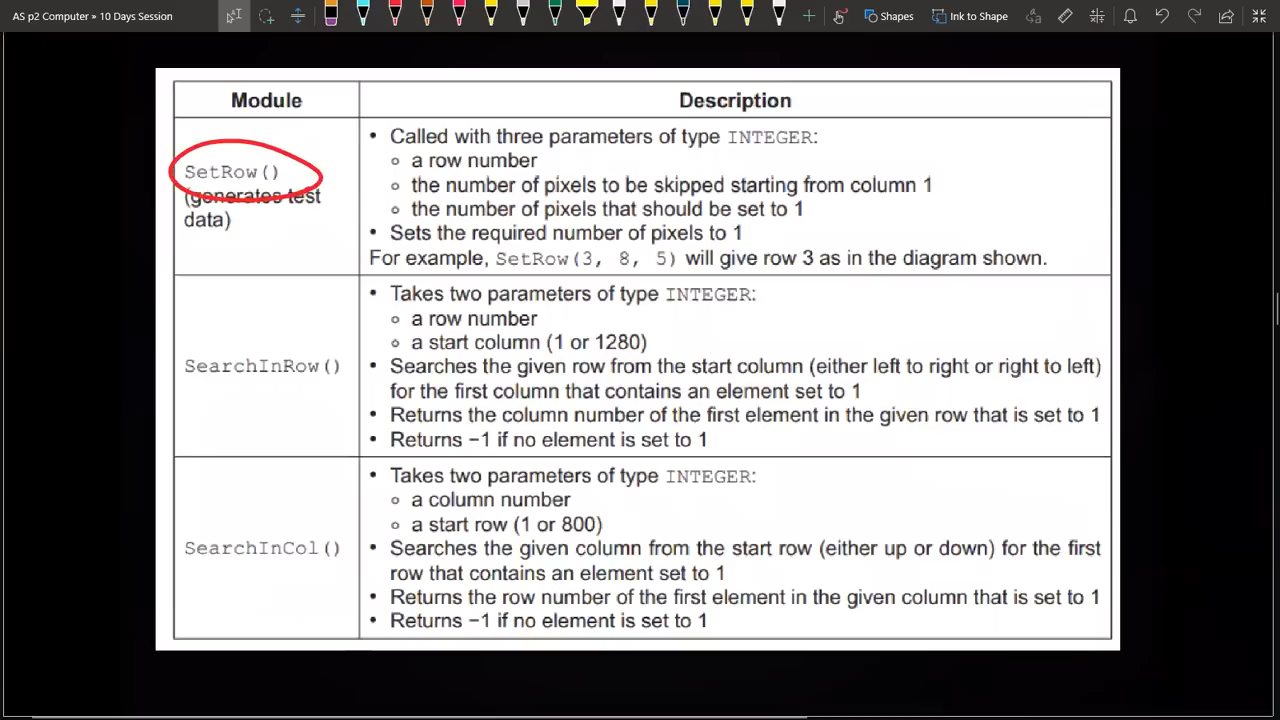 AS p2 Computer » 10 Days Session
Shapes
Ink to Shape
Module
Description
SetRow()
(generates test
data)
• Called with three parameters of type INTEGER:
○ a row number
○ the number of pixels to be skipped starting from column 1
○ the number of pixels that should be set to 1
• Sets the required number of pixels to 1
For example, SetRow(3, 8, 5) will give row 3 as in the diagram shown.
SearchInRow()
• Takes two parameters of type INTEGER:
○ a row number
○ a start column (1 or 1280)
• Searches the given row from the start column (either left to right or right to left)
for the first column that contains an element set to 1
• Returns the column number of the first element in the given row that is set to 1
• Returns −1 if no element is set to 1
SearchInCol()
• Takes two parameters of type INTEGER:
○ a column number
○ a start row (1 or 800)
• Searches the given column from the start row (either up or down) for the first
row that contains an element set to 1
• Returns the row number of the first element in the given column that is set to 1
• Returns −1 if no element is set to 1